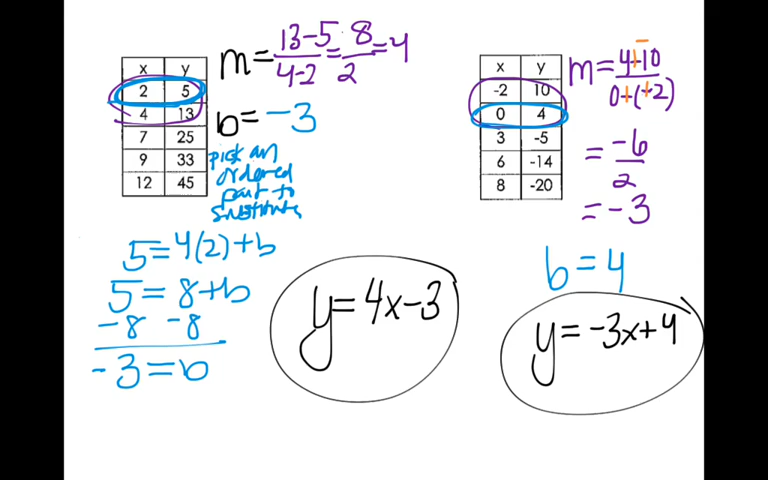 x y
2 5
4 13
7 25
9 33
12 45
m = 13-5/4-2 = 8/2 = 4
b = -3
pick an
ordered
pair to
substitute
5 = 4(2) + b
5 = 8 + b
-8 -8
-3 = b
y = 4x - 3
x y
-2 10
0 4
3 -5
6 -14
8 -20
m = 4 - 10/0 + (+2)
= -6/2
= -3
b = 4
y = -3x + 4